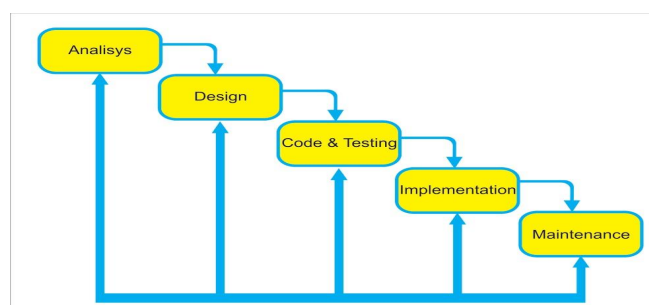 Analisys
Design
Code & Testing
Implementation
Maintenance